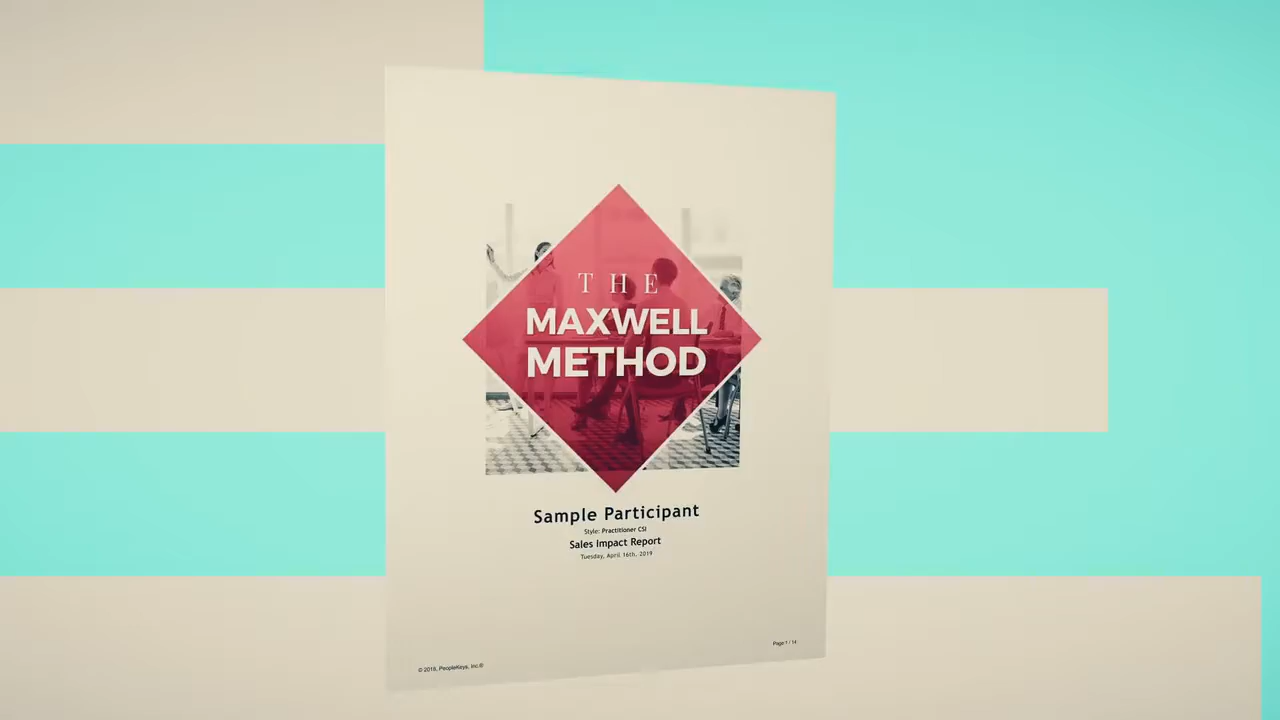 THE
MAXWELL
METHOD
Sample Participant
Style: Practitioner CSI
Sales Impact Report
Tuesday, April 16th, 2019
Page 1 / 14
© 2018, PeopleKeys, Inc.®